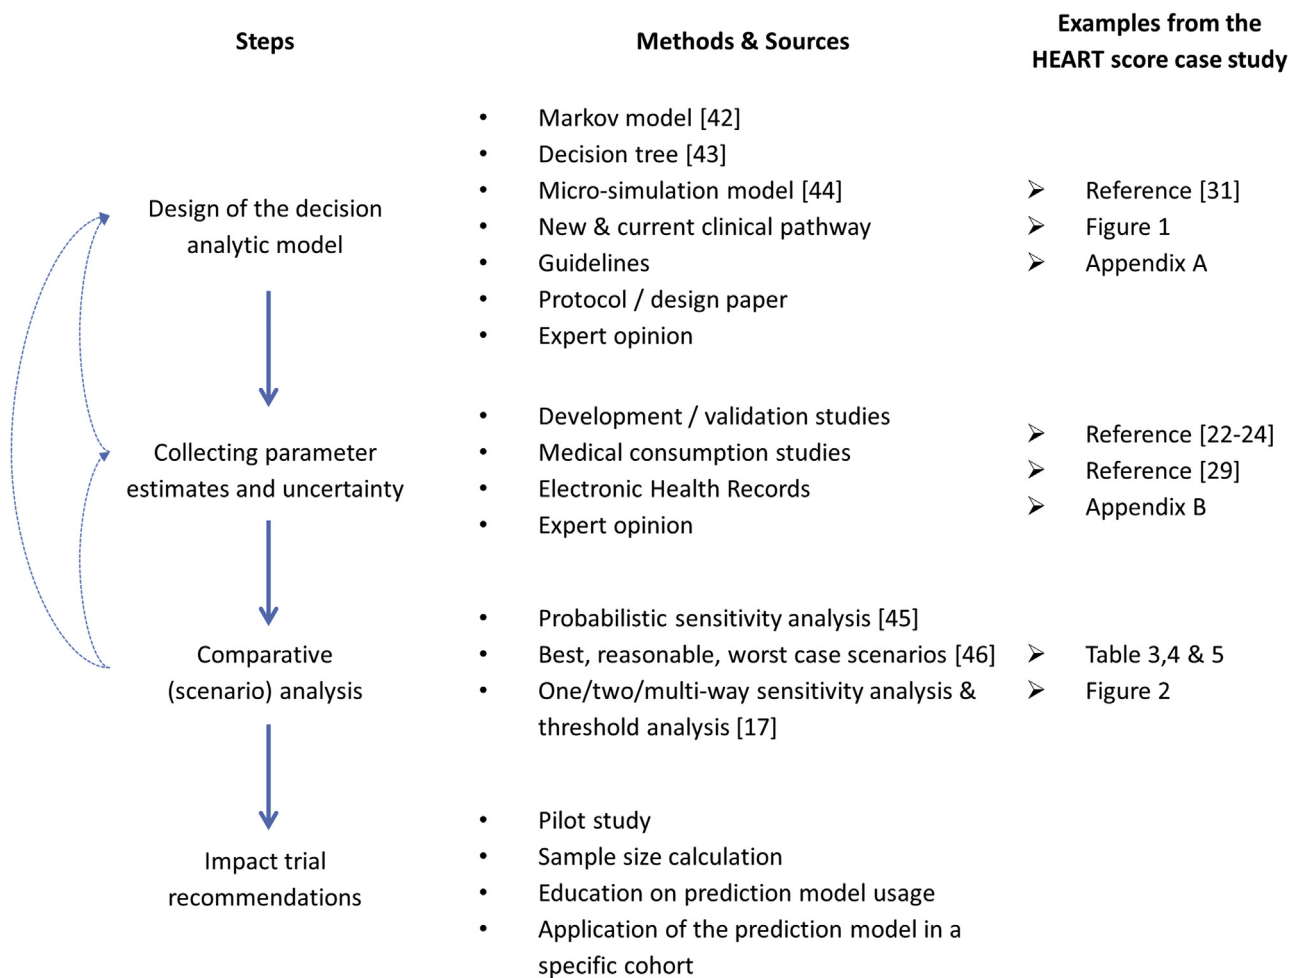 Steps
Methods & Sources
Examples from the
HEART score case study
Design of the decision
analytic model
• Markov model [42]
• Decision tree [43]
• Micro-simulation model [44]
• New & current clinical pathway
• Guidelines
• Protocol / design paper
• Expert opinion
➢ Reference [31]
➢ Figure 1
➢ Appendix A
Collecting parameter
estimates and uncertainty
• Development / validation studies
• Medical consumption studies
• Electronic Health Records
• Expert opinion
➢ Reference [22-24]
➢ Reference [29]
➢ Appendix B
Comparative
(scenario) analysis
• Probabilistic sensitivity analysis [45]
• Best, reasonable, worst case scenarios [46]
• One/two/multi-way sensitivity analysis &
threshold analysis [17]
➢ Table 3,4 & 5
➢ Figure 2
Impact trial
recommendations
• Pilot study
• Sample size calculation
• Education on prediction model usage
• Application of the prediction model in a
specific cohort